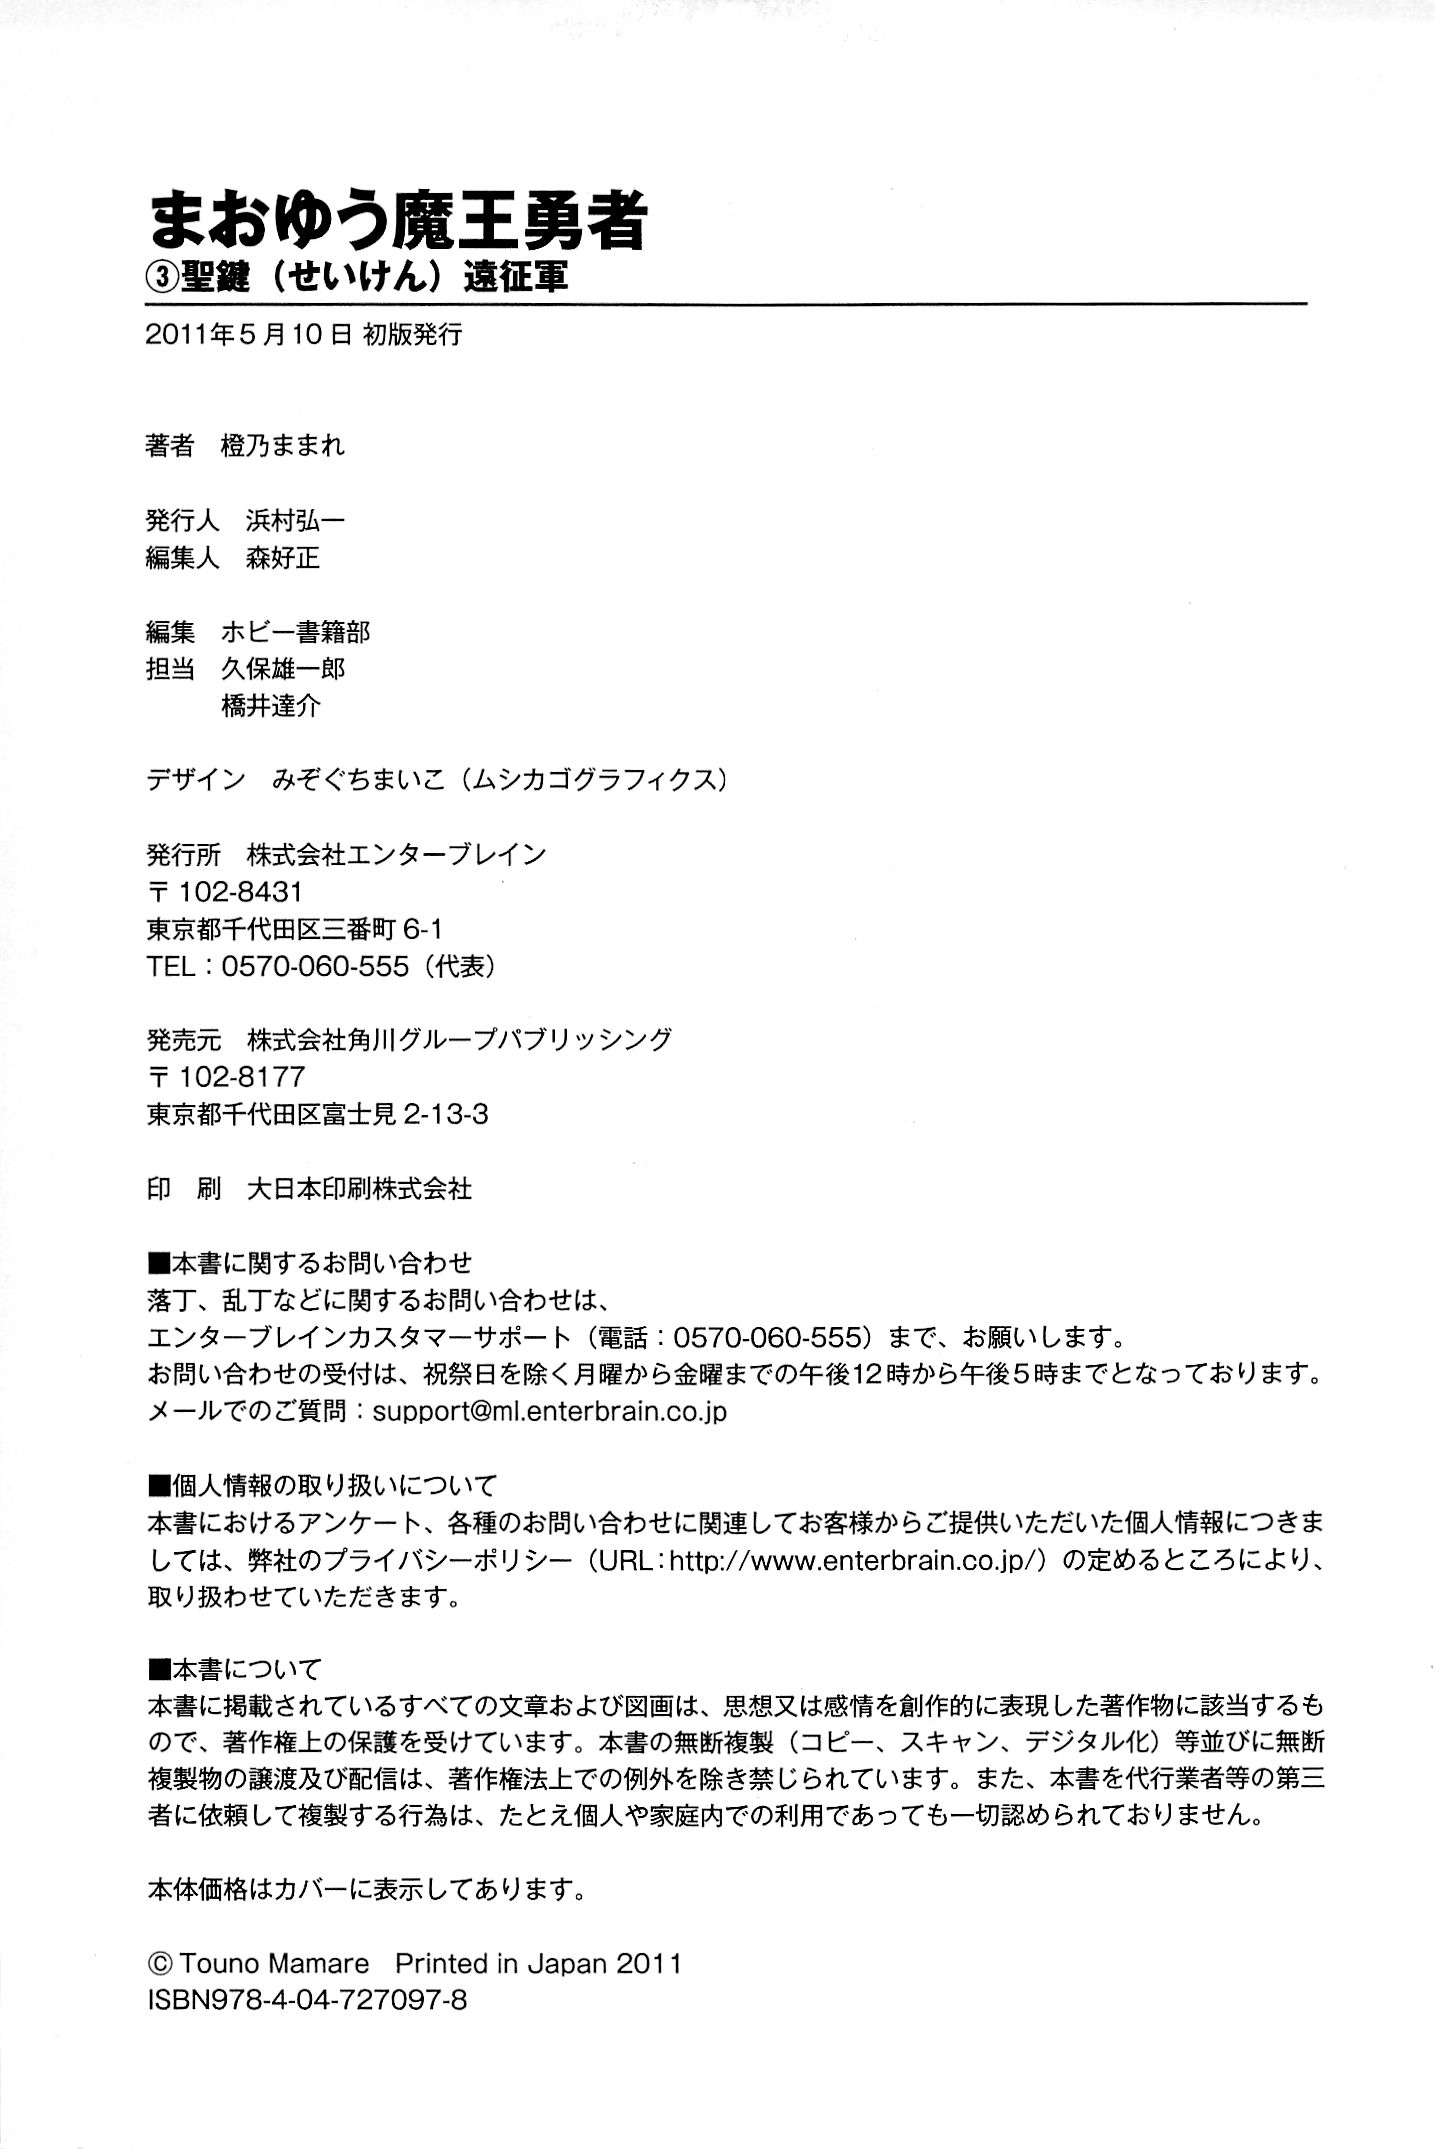 まおゆう魔王勇者
③聖鍵（せいけん）遠征軍
2011年5月10日 初版発行
著者　橙乃ままれ
発行人　浜村弘一
編集人　森好正
編集　ホビー書籍部
担当　久保雄一郎
橋井達介
デザイン　みぞぐちまいこ（ムシカゴグラフィクス）
発行所　株式会社エンターブレイン
〒102-8431
東京都千代田区三番町 6-1
TEL：0570-060-555（代表）
発売元　株式会社角川グループパブリッシング
〒102-8177
東京都千代田区富士見 2-13-3
印　刷　大日本印刷株式会社
■本書に関するお問い合わせ
落丁、乱丁などに関するお問い合わせは、
エンターブレインカスタマーサポート（電話：0570-060-555）まで、お願いします。
お問い合わせの受付は、祝祭日を除く月曜から金曜までの午後12時から午後5時までとなっております。
メールでのご質問：support@ml.enterbrain.co.jp
■個人情報の取り扱いについて
本書におけるアンケート、各種のお問い合わせに関連してお客様からご提供いただいた個人情報につきま
しては、弊社のプライバシーポリシー（URL：http://www.enterbrain.co.jp/）の定めるところにより、
取り扱わせていただきます。
■本書について
本書に掲載されているすべての文章および図画は、思想又は感情を創作的に表現した著作物に該当するも
ので、著作権上の保護を受けています。本書の無断複製（コピー、スキャン、デジタル化）等並びに無断
複製物の譲渡及び配信は、著作権法上での例外を除き禁じられています。また、本書を代行業者等の第三
者に依頼して複製する行為は、たとえ個人や家庭内での利用であっても一切認められておりません。
本体価格はカバーに表示してあります。
© Touno Mamare　Printed in Japan 2011
ISBN978-4-04-727097-8